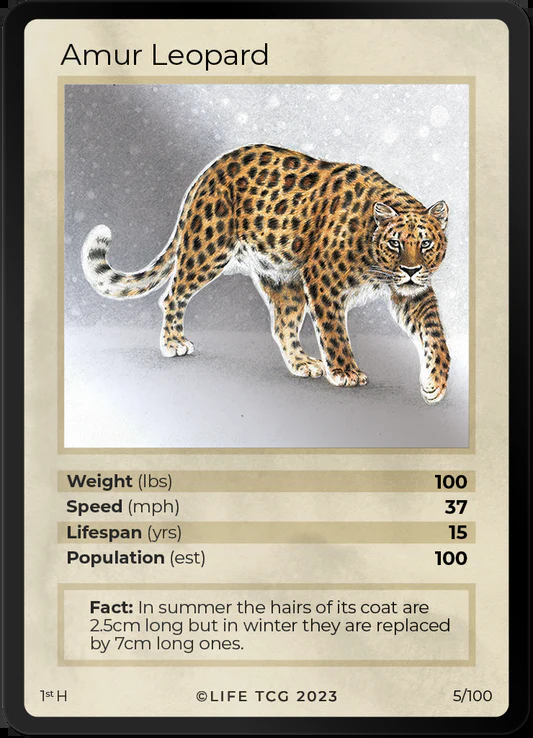 Amur Leopard
Weight (lbs) 100
Speed (mph) 37
Lifespan (yrs) 15
Population (est) 100
Fact: In summer the hairs of its coat are
2.5cm long but in winter they are replaced
by 7cm long ones.
1st H ©LIFE TCG 2023 5/100